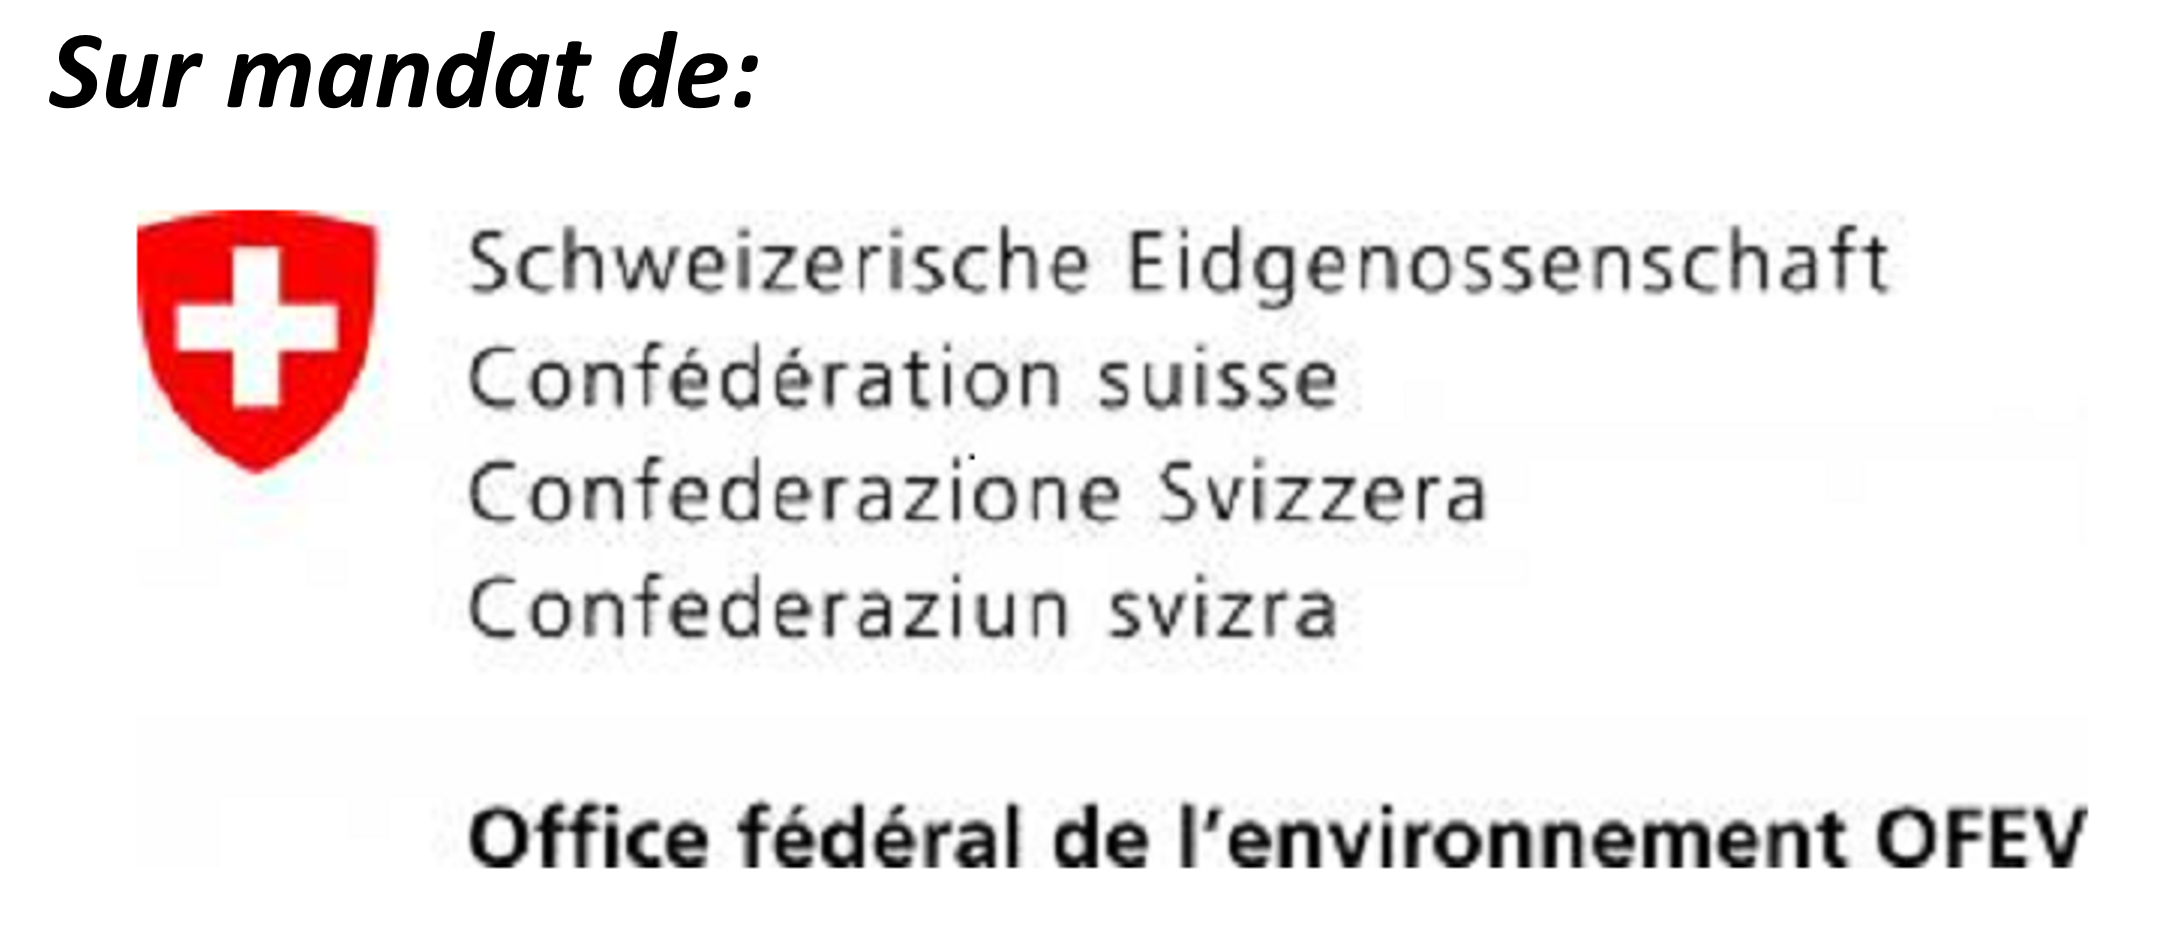 Sur mandat de:
Schweizerische Eidgenossenschaft
Confédération suisse
Confederazione Svizzera
Confederaziun svizra
Office fédéral de l'environnement OFEV